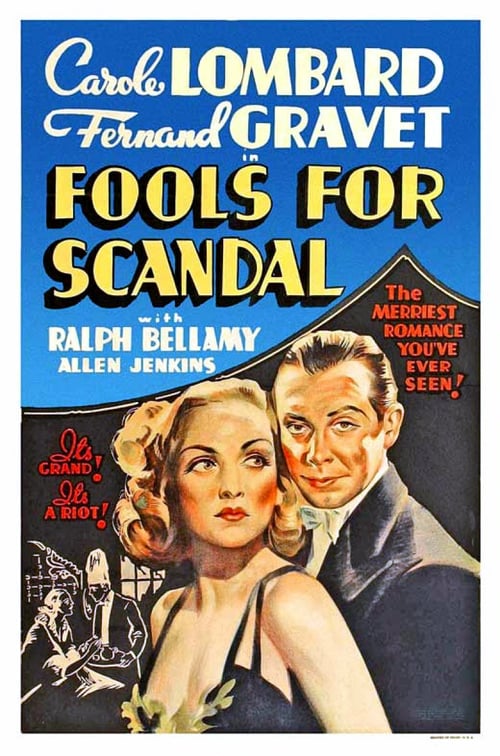 Carole LOMBARD
Fernand GRAVET
in
FOOLS FOR
SCANDAL
with
RALPH BELLAMY
ALLEN JENKINS
The
MERRIEST
ROMANCE
YOU'VE
EVER
SEEN!
It's
GRAND!
It's
A RIOT!